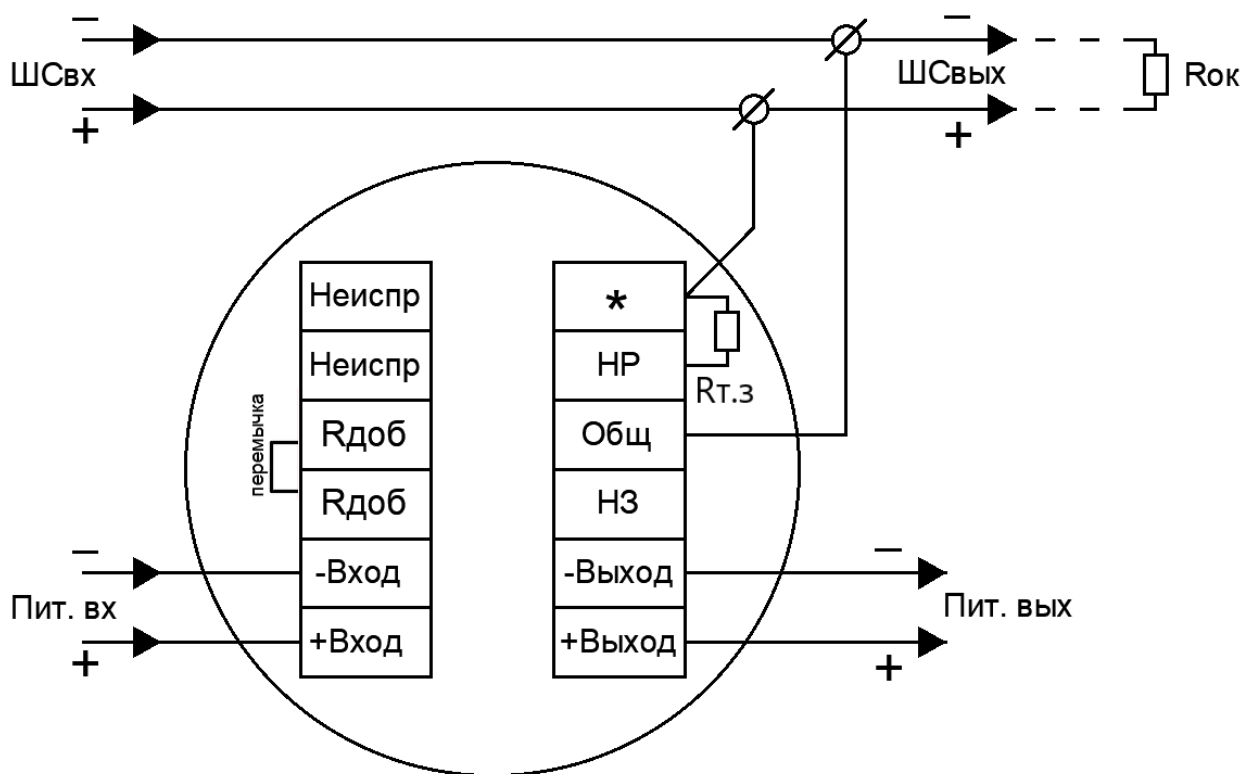 − −
ШСвх ШСвых Rок
+ +
Неиспр *
Неиспр НР
Rт.з
перемычка
Rдоб Общ
Rдоб НЗ
− -Вход -Выход −
Пит. вх Пит. вых
+ +Вход +Выход +